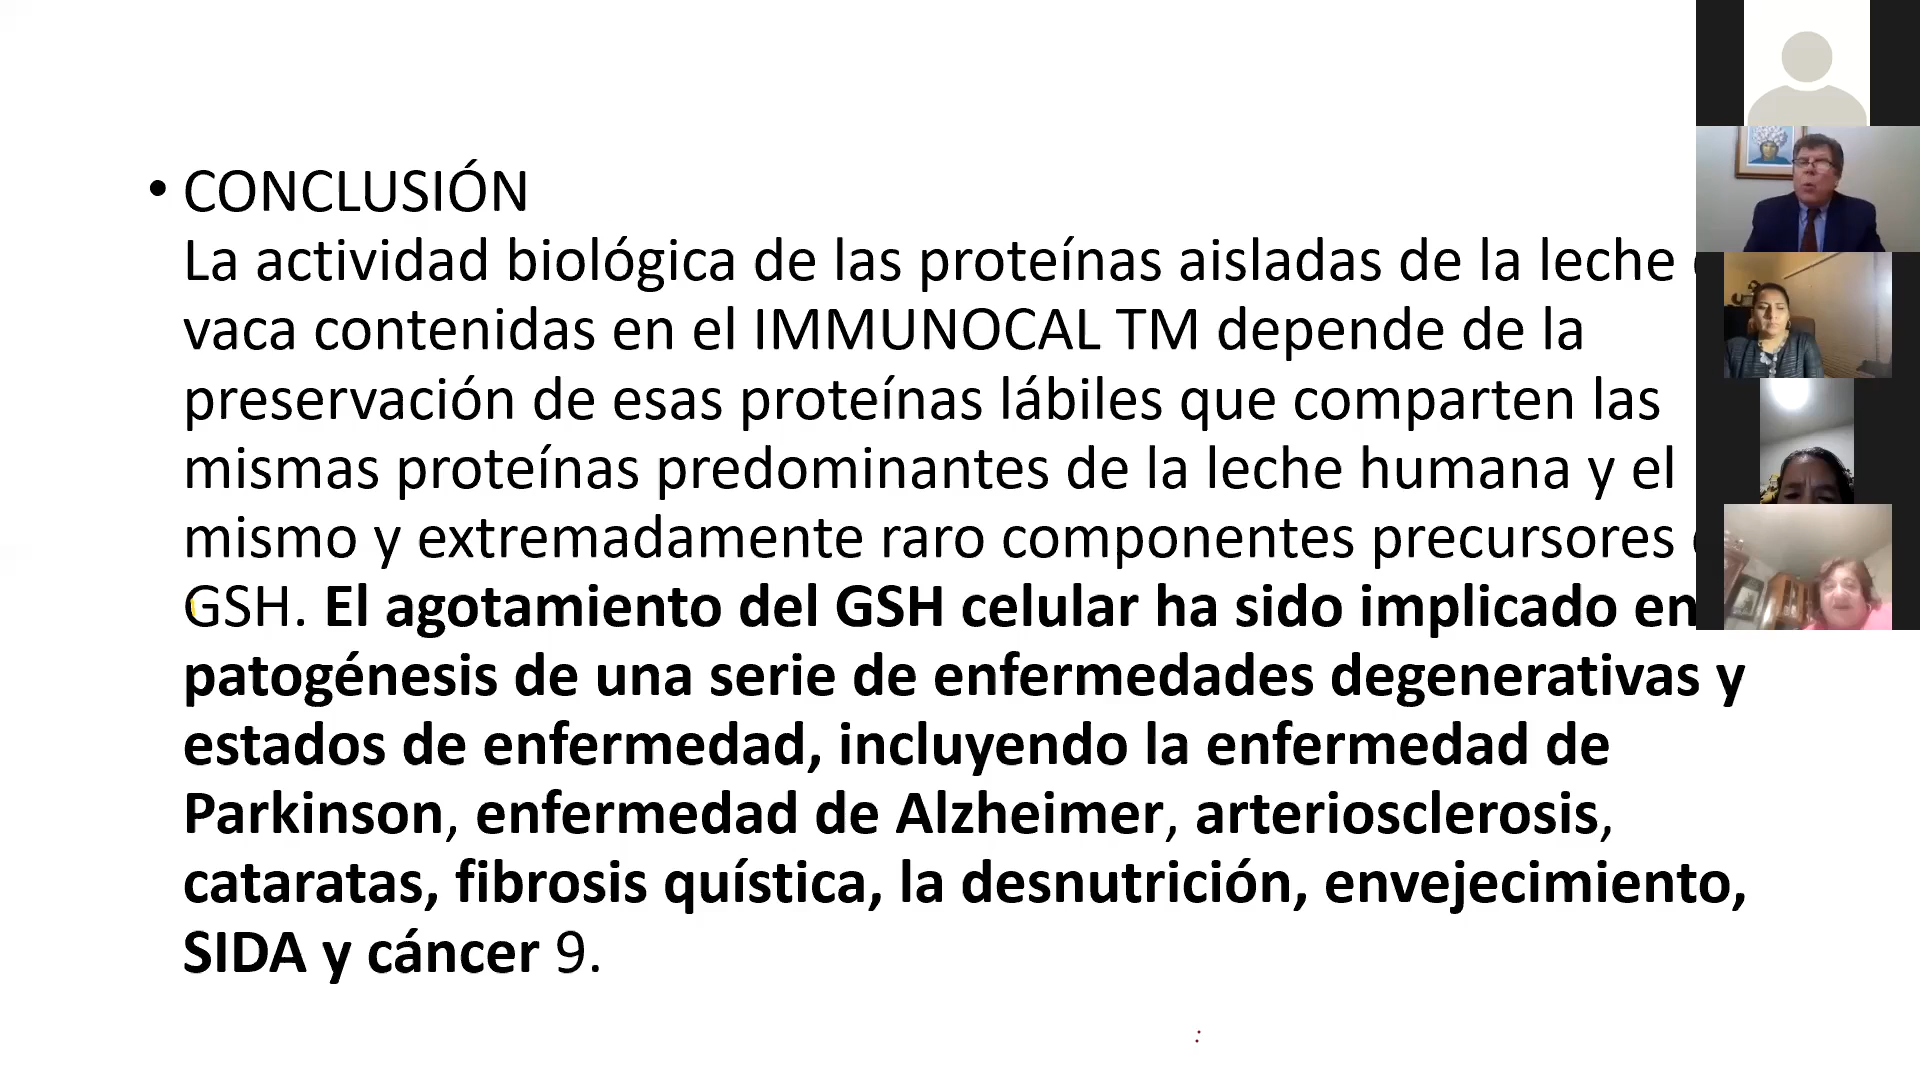 • CONCLUSIÓN
La actividad biológica de las proteínas aisladas de la leche
vaca contenidas en el IMMUNOCAL TM depende de la
preservación de esas proteínas lábiles que comparten las
mismas proteínas predominantes de la leche humana y el
mismo y extremadamente raro componentes precursores
GSH. El agotamiento del GSH celular ha sido implicado en
patogénesis de una serie de enfermedades degenerativas y
estados de enfermedad, incluyendo la enfermedad de
Parkinson, enfermedad de Alzheimer, arteriosclerosis,
cataratas, fibrosis quística, la desnutrición, envejecimiento,
SIDA y cáncer 9.
: